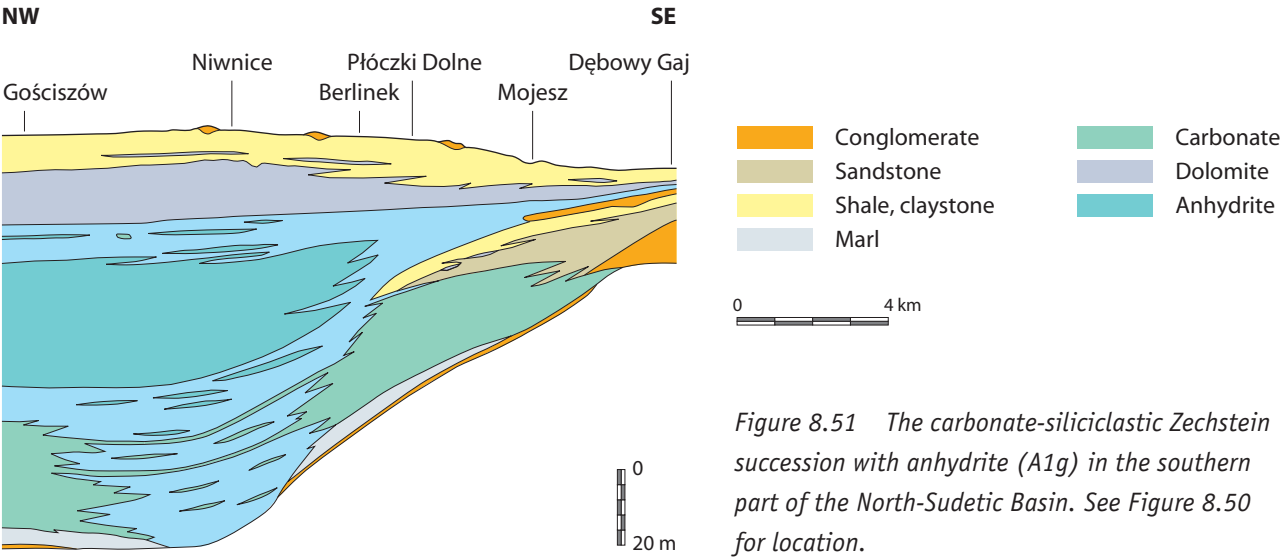 NW
SE
Niwnice
Płóczki Dolne
Dębowy Gaj
Gościszów
Berlinek
Mojesz
Conglomerate
Sandstone
Shale, claystone
Marl
Carbonate
Dolomite
Anhydrite
0
4 km
0
20 m
Figure 8.51 The carbonate-siliciclastic Zechstein
succession with anhydrite (A1g) in the southern
part of the North-Sudetic Basin. See Figure 8.50
for location.